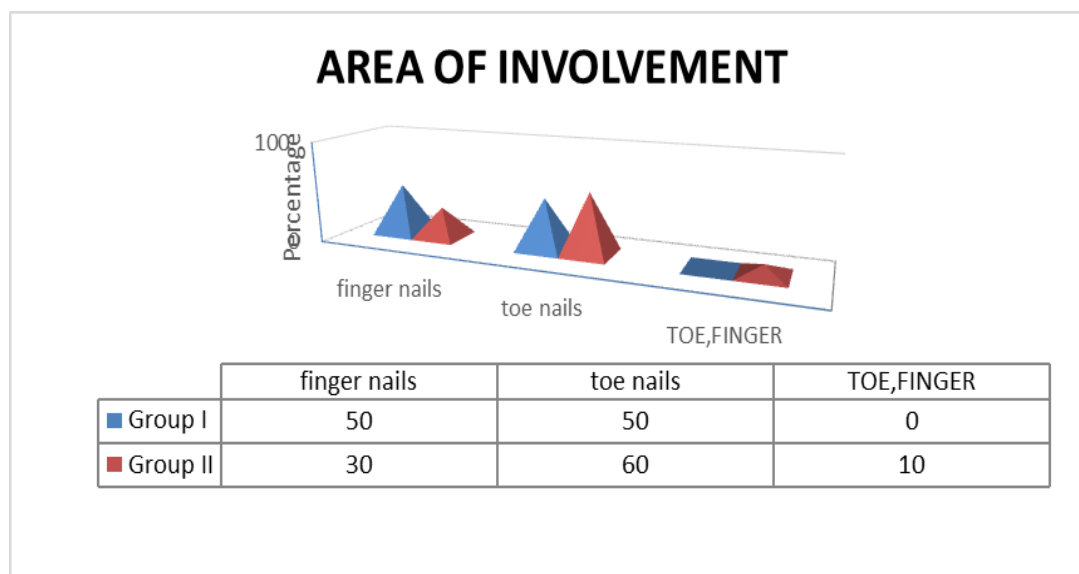 AREA OF INVOLVEMENT
100
Percentage
0
finger nails
toe nails
TOE,FINGER
finger nails toe nails TOE,FINGER
Group I 50 50 0
Group II 30 60 10